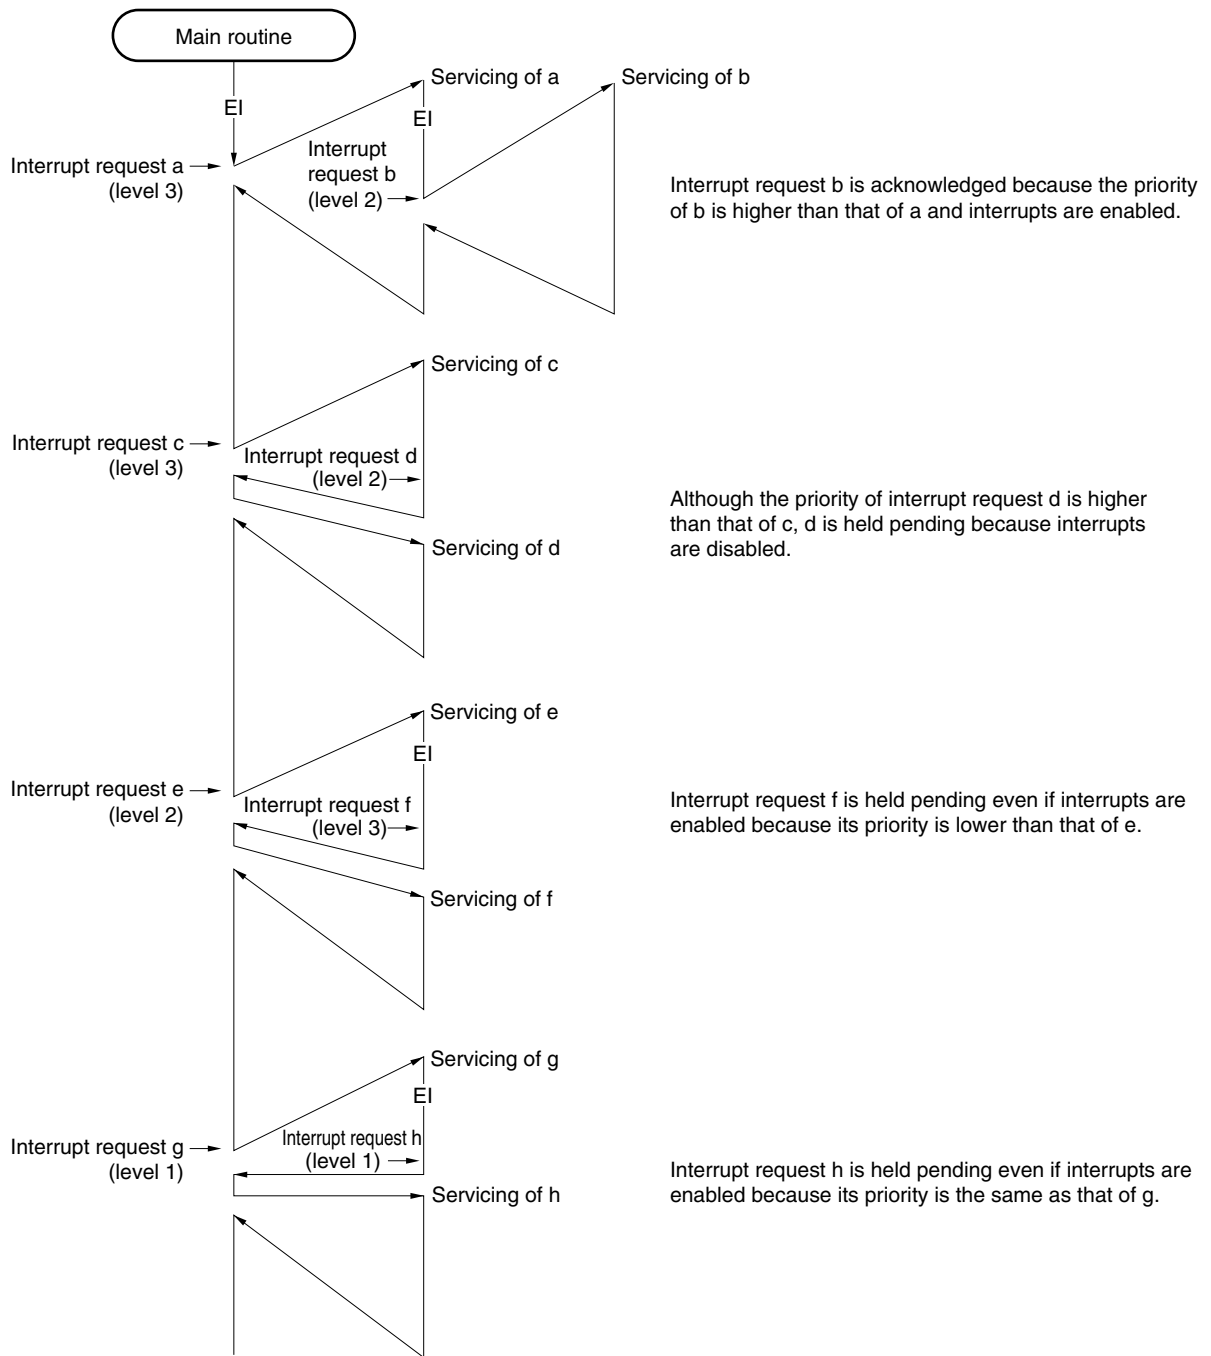 Main routine
EI
Servicing of a
EI
Servicing of b
Interrupt request a
(level 3)
Interrupt
request b
(level 2)
Interrupt request b is acknowledged because the priority
of b is higher than that of a and interrupts are enabled.
Servicing of c
Interrupt request c
(level 3)
Interrupt request d
(level 2)
Although the priority of interrupt request d is higher
than that of c, d is held pending because interrupts
are disabled.
Servicing of d
Servicing of e
EI
Interrupt request e
(level 2)
Interrupt request f
(level 3)
Interrupt request f is held pending even if interrupts are
enabled because its priority is lower than that of e.
Servicing of f
Servicing of g
EI
Interrupt request g
(level 1)
Interrupt request h
(level 1)
Interrupt request h is held pending even if interrupts are
enabled because its priority is the same as that of g.
Servicing of h